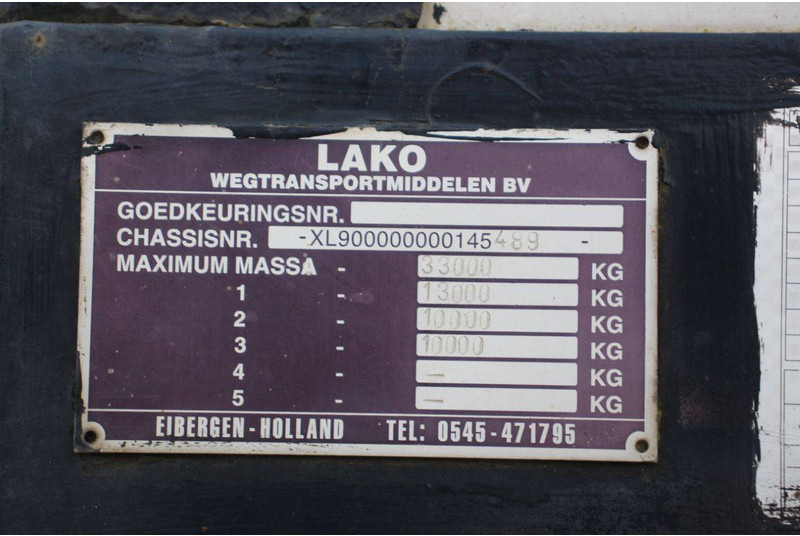 LAKO
WEGTRANSPORTMIDDELEN BV
GOEDKEURINGSNR.
CHASSISNR. -XL900000000145489 -
MAXIMUM MASSA - 33000 KG
1 - 13000 KG
2 - 10000 KG
3 - 10000 KG
4 - - KG
5 - - KG
EIBERGEN - HOLLAND TEL: 0545-471795